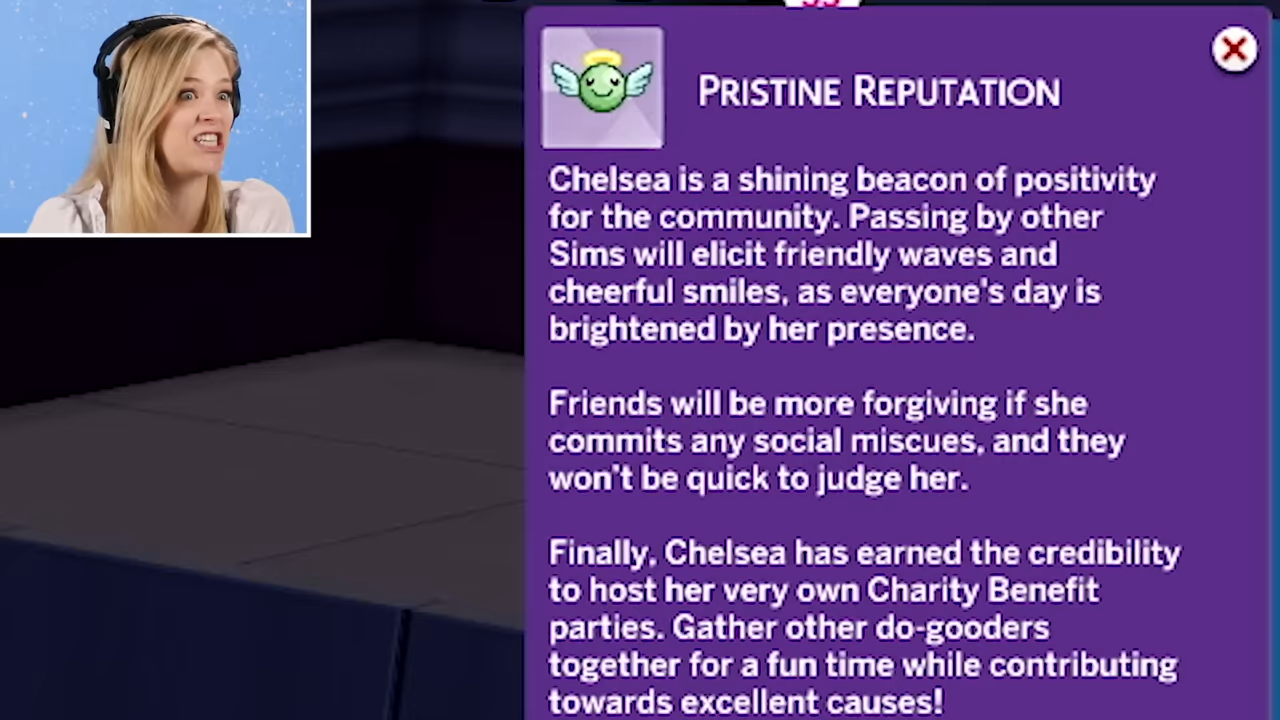 PRISTINE REPUTATION
Chelsea is a shining beacon of positivity
for the community. Passing by other
Sims will elicit friendly waves and
cheerful smiles, as everyone's day is
brightened by her presence.
Friends will be more forgiving if she
commits any social miscues, and they
won't be quick to judge her.
Finally, Chelsea has earned the credibility
to host her very own Charity Benefit
parties. Gather other do-gooders
together for a fun time while contributing
towards excellent causes!